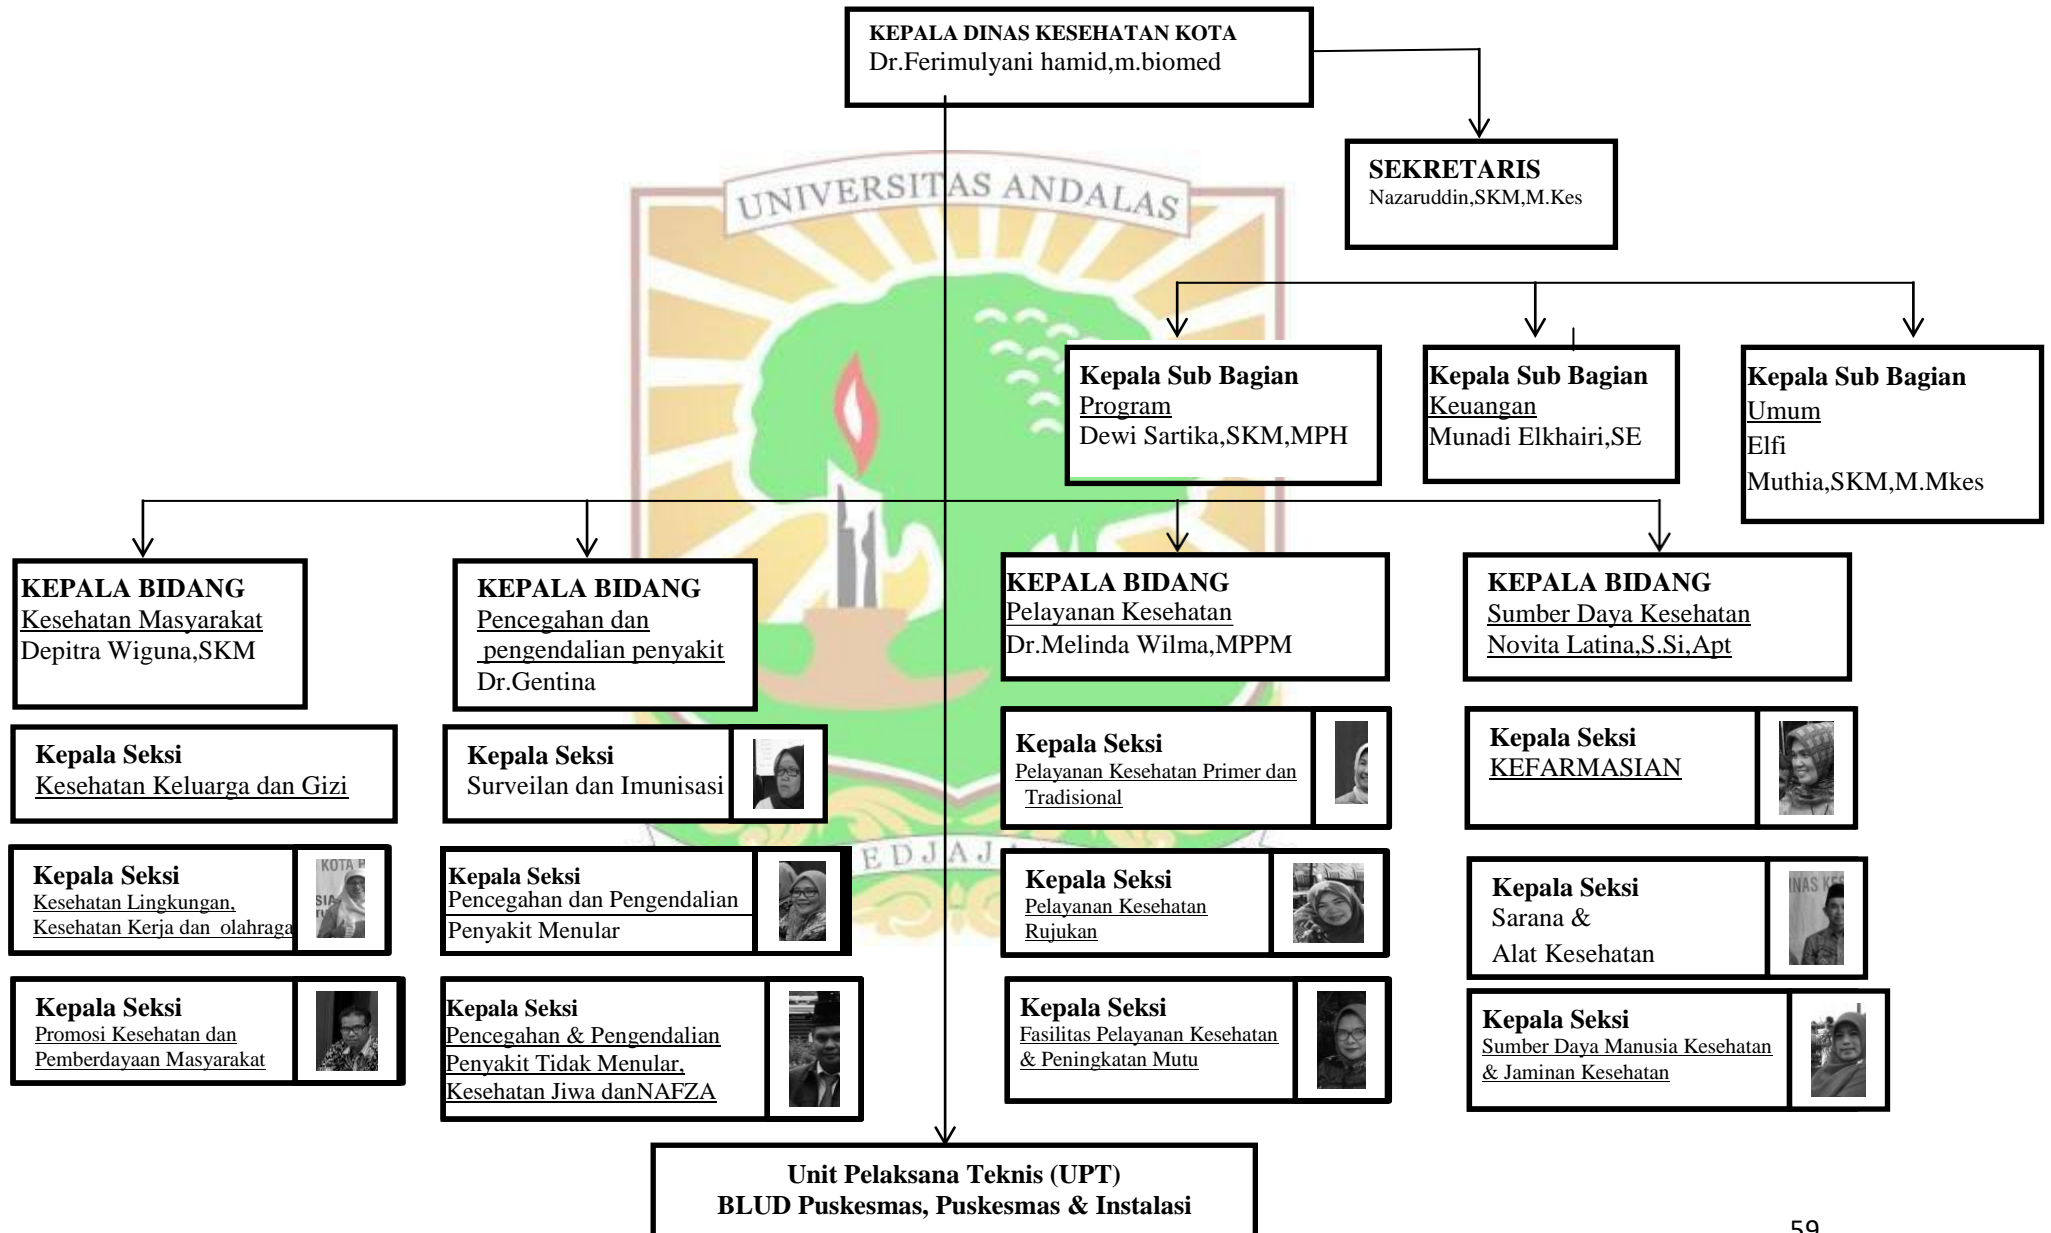 KEPALA DINAS KESEHATAN KOTA
Dr.Ferimulyani hamid,m.biomed
SEKRETARIS
Nazaruddin,SKM,M.Kes
UNIVERSITAS ANDALAS
Kepala Sub Bagian
Program
Dewi Sartika,SKM,MPH
Kepala Sub Bagian
Keuangan
Munadi Elkhairi,SE
Kepala Sub Bagian
Umum
Elfi
Muthia,SKM,M.Mkes
KEPALA BIDANG
Kesehatan Masyarakat
Depitra Wiguna,SKM
KEPALA BIDANG
Pencegahan dan
pengendalian penyakit
Dr.Gentina
KEPALA BIDANG
Pelayanan Kesehatan
Dr.Melinda Wilma,MPPM
KEPALA BIDANG
Sumber Daya Kesehatan
Novita Latina,S.Si,Apt
Kepala Seksi
Kesehatan Keluarga dan Gizi
Kepala Seksi
Surveilan dan Imunisasi
Kepala Seksi
Pelayanan Kesehatan Primer dan
Tradisional
Kepala Seksi
KEFARMASIAN
Kepala Seksi
Kesehatan Lingkungan,
Kesehatan Kerja dan olahraga
KOTA P
Kepala Seksi
Pencegahan dan Pengendalian
Penyakit Menular
EDJAJ
Kepala Seksi
Pelayanan Kesehatan
Rujukan
Kepala Seksi
Sarana &
Alat Kesehatan
INAS KES
Kepala Seksi
Promosi Kesehatan dan
Pemberdayaan Masyarakat
Kepala Seksi
Pencegahan & Pengendalian
Penyakit Tidak Menular,
Kesehatan Jiwa danNAFZA
Kepala Seksi
Fasilitas Pelayanan Kesehatan
& Peningkatan Mutu
Kepala Seksi
Sumber Daya Manusia Kesehatan
& Jaminan Kesehatan
Unit Pelaksana Teknis (UPT)
BLUD Puskesmas, Puskesmas & Instalasi
59